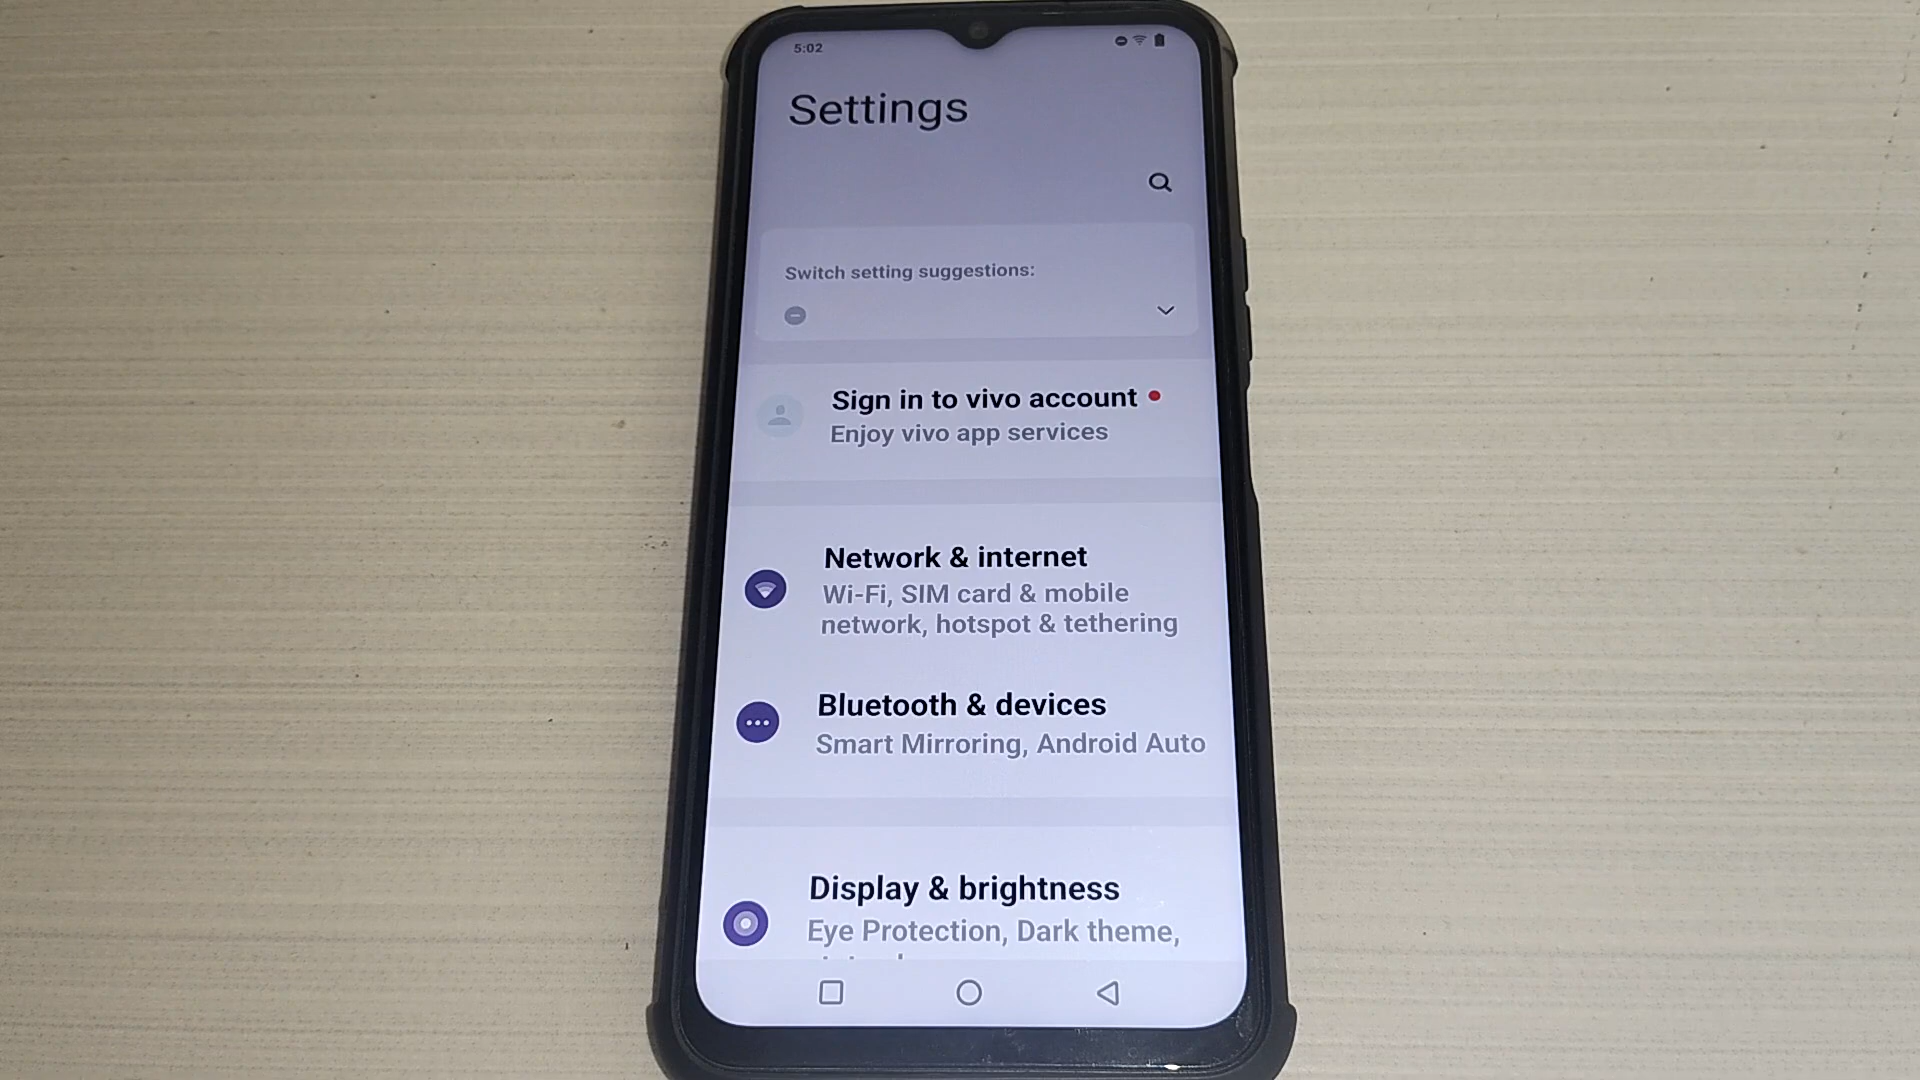 5:02
Settings
Switch setting suggestions:
Sign in to vivo account
Enjoy vivo app services
Network & internet
Wi-Fi, SIM card & mobile
network, hotspot & tethering
Bluetooth & devices
Smart Mirroring, Android Auto
Display & brightness
Eye Protection, Dark theme,